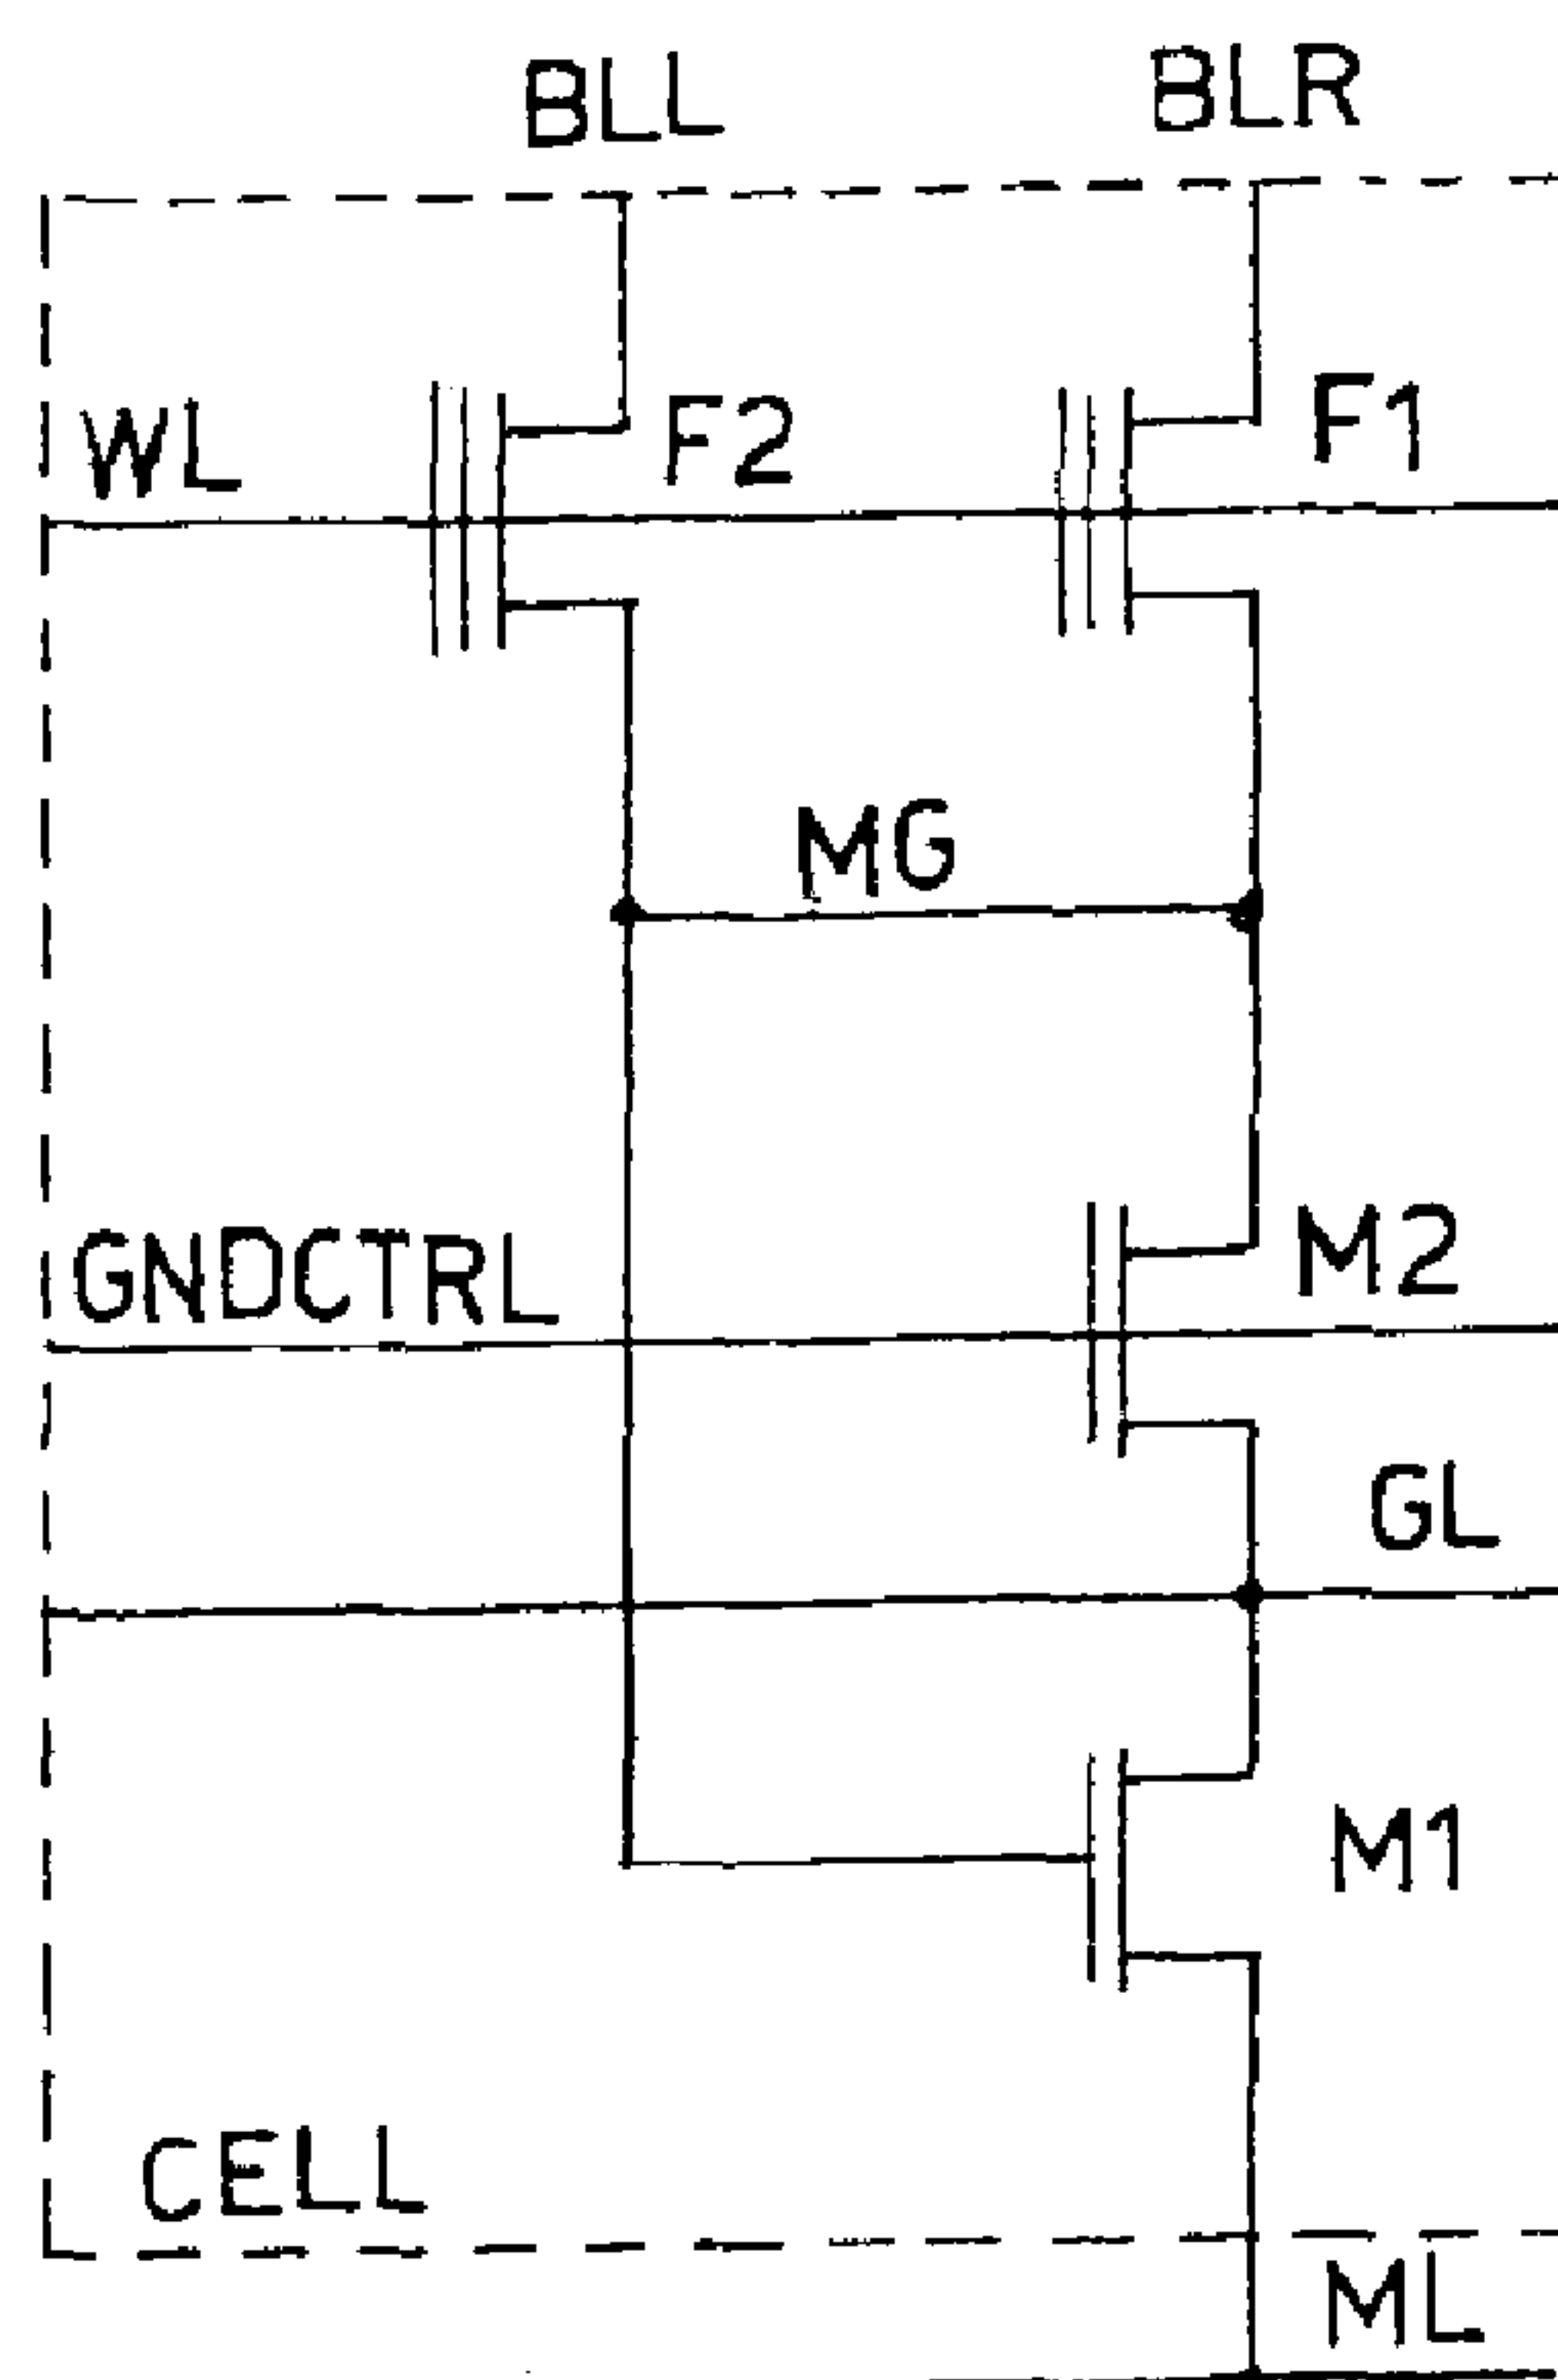 BLL BLR
WL F2 F1
MG
GNDCTRL M2
GL
M1
CELL
ML